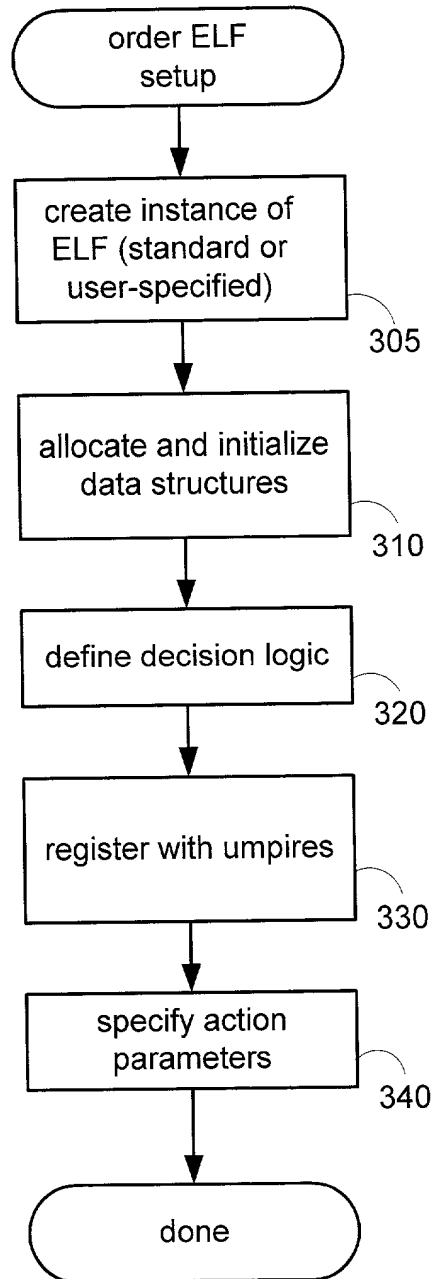 order ELF
setup
create instance of
ELF (standard or
user-specified)
305
allocate and initialize
data structures
310
define decision logic
320
register with umpires
330
specify action
parameters
340
done